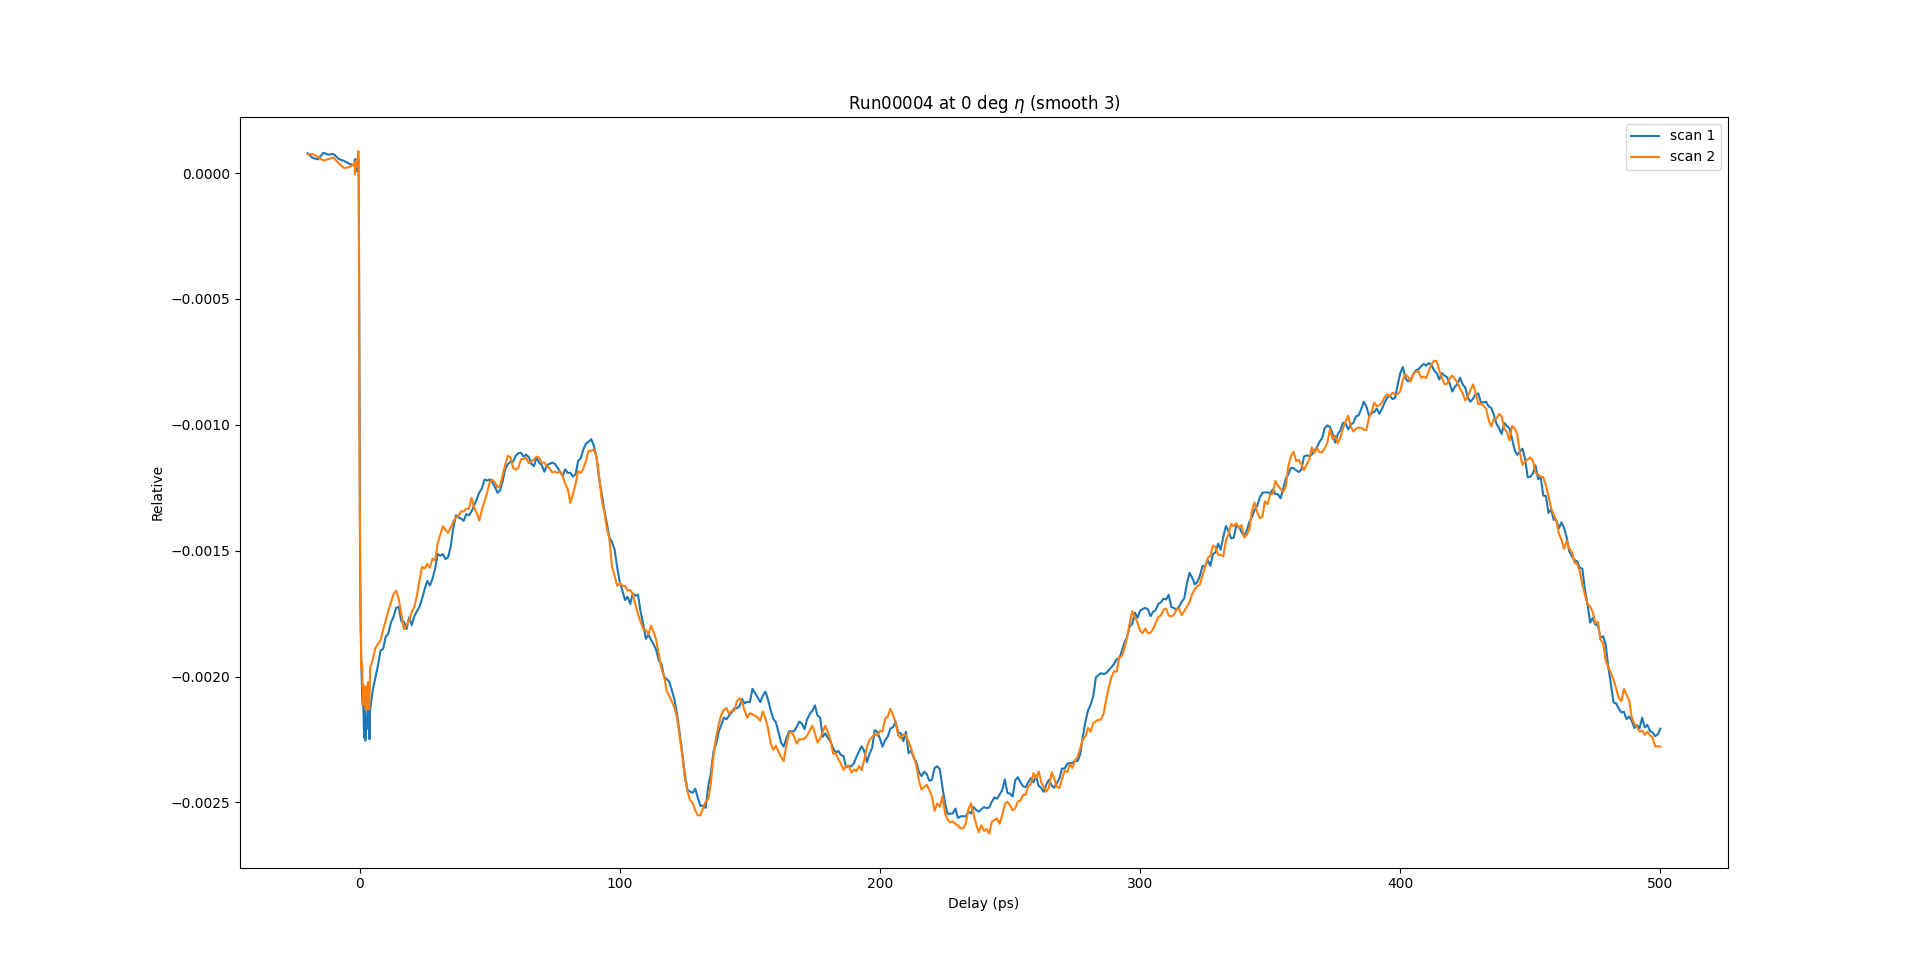 Run00004 at 0 deg η (smooth 3)
scan 1
scan 2
0.0000
−0.0005
−0.0010
−0.0015
−0.0020
−0.0025
Relative
0 100 200 300 400 500
Delay (ps)